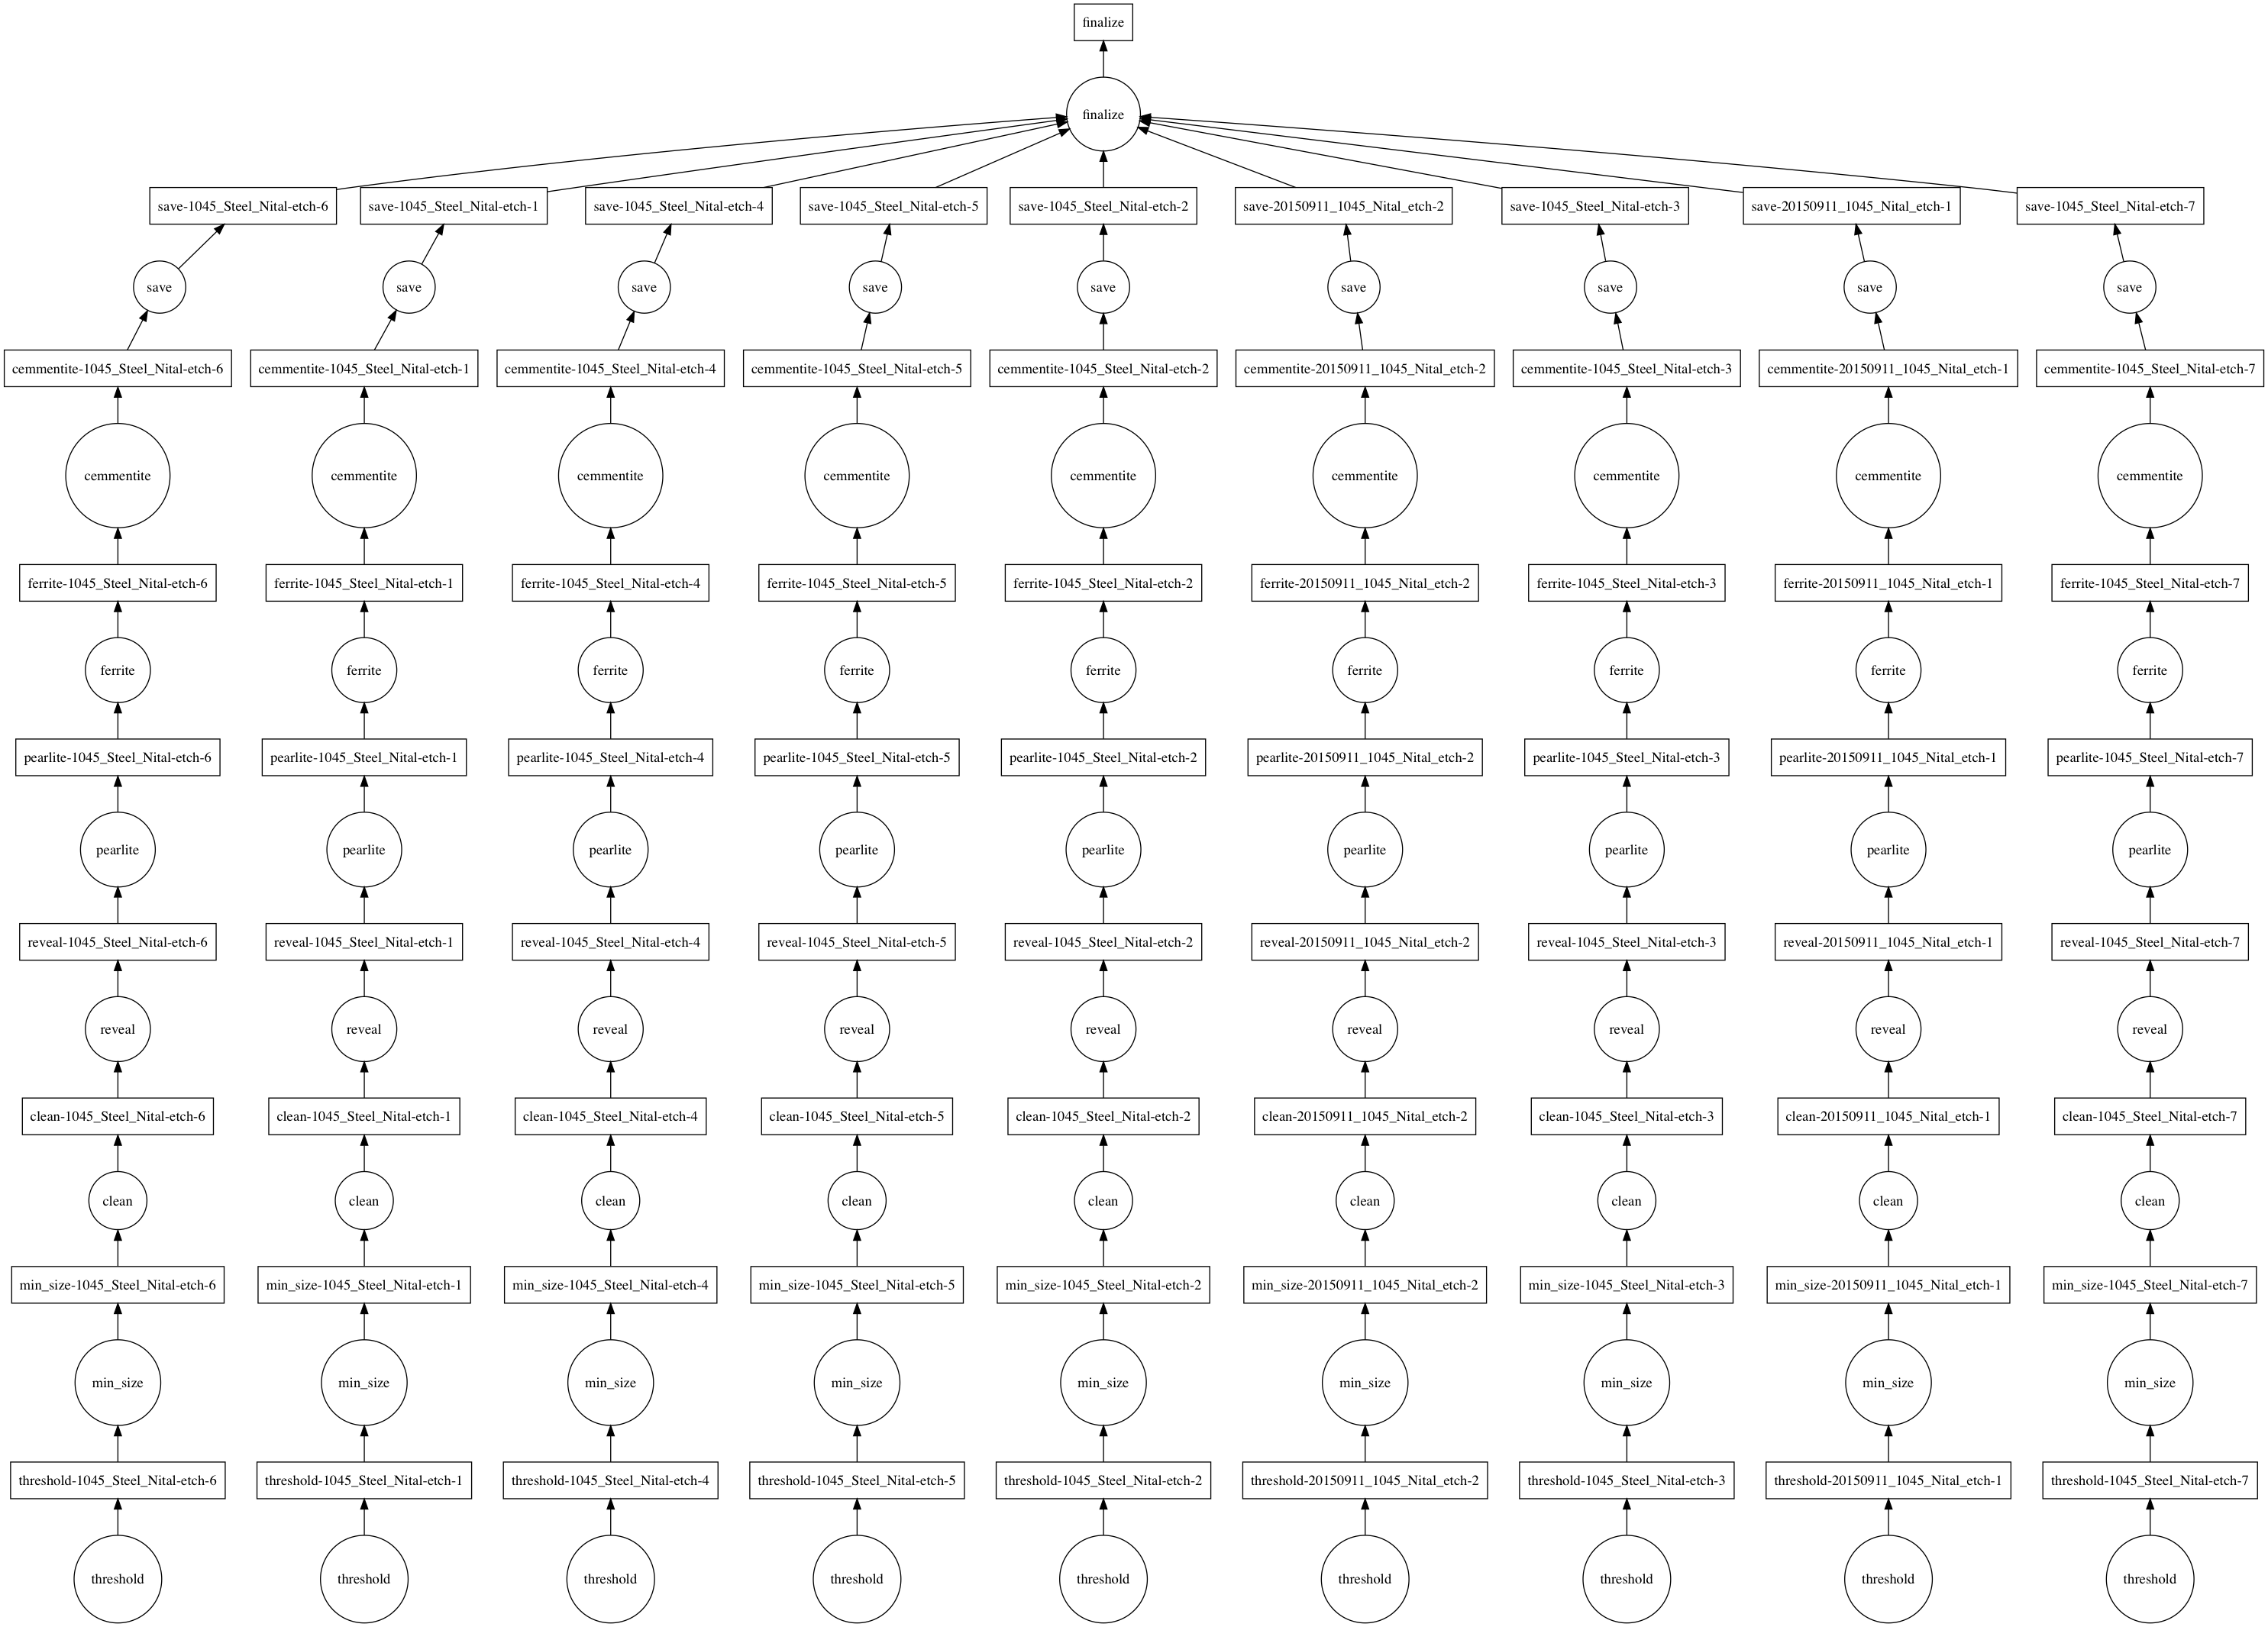 finalize
finalize
save-1045_Steel_Nital-etch-6 save-1045_Steel_Nital-etch-1 save-1045_Steel_Nital-etch-4 save-1045_Steel_Nital-etch-5 save-1045_Steel_Nital-etch-2 save-20150911_1045_Nital_etch-2 save-1045_Steel_Nital-etch-3 save-20150911_1045_Nital_etch-1 save-1045_Steel_Nital-etch-7
save save save save save save save save save
cemmentite-1045_Steel_Nital-etch-6 cemmentite-1045_Steel_Nital-etch-1 cemmentite-1045_Steel_Nital-etch-4 cemmentite-1045_Steel_Nital-etch-5 cemmentite-1045_Steel_Nital-etch-2 cemmentite-20150911_1045_Nital_etch-2 cemmentite-1045_Steel_Nital-etch-3 cemmentite-20150911_1045_Nital_etch-1 cemmentite-1045_Steel_Nital-etch-7
cemmentite cemmentite cemmentite cemmentite cemmentite cemmentite cemmentite cemmentite cemmentite
ferrite-1045_Steel_Nital-etch-6 ferrite-1045_Steel_Nital-etch-1 ferrite-1045_Steel_Nital-etch-4 ferrite-1045_Steel_Nital-etch-5 ferrite-1045_Steel_Nital-etch-2 ferrite-20150911_1045_Nital_etch-2 ferrite-1045_Steel_Nital-etch-3 ferrite-20150911_1045_Nital_etch-1 ferrite-1045_Steel_Nital-etch-7
ferrite ferrite ferrite ferrite ferrite ferrite ferrite ferrite ferrite
pearlite-1045_Steel_Nital-etch-6 pearlite-1045_Steel_Nital-etch-1 pearlite-1045_Steel_Nital-etch-4 pearlite-1045_Steel_Nital-etch-5 pearlite-1045_Steel_Nital-etch-2 pearlite-20150911_1045_Nital_etch-2 pearlite-1045_Steel_Nital-etch-3 pearlite-20150911_1045_Nital_etch-1 pearlite-1045_Steel_Nital-etch-7
pearlite pearlite pearlite pearlite pearlite pearlite pearlite pearlite pearlite
reveal-1045_Steel_Nital-etch-6 reveal-1045_Steel_Nital-etch-1 reveal-1045_Steel_Nital-etch-4 reveal-1045_Steel_Nital-etch-5 reveal-1045_Steel_Nital-etch-2 reveal-20150911_1045_Nital_etch-2 reveal-1045_Steel_Nital-etch-3 reveal-20150911_1045_Nital_etch-1 reveal-1045_Steel_Nital-etch-7
reveal reveal reveal reveal reveal reveal reveal reveal reveal
clean-1045_Steel_Nital-etch-6 clean-1045_Steel_Nital-etch-1 clean-1045_Steel_Nital-etch-4 clean-1045_Steel_Nital-etch-5 clean-1045_Steel_Nital-etch-2 clean-20150911_1045_Nital_etch-2 clean-1045_Steel_Nital-etch-3 clean-20150911_1045_Nital_etch-1 clean-1045_Steel_Nital-etch-7
clean clean clean clean clean clean clean clean clean
min_size-1045_Steel_Nital-etch-6 min_size-1045_Steel_Nital-etch-1 min_size-1045_Steel_Nital-etch-4 min_size-1045_Steel_Nital-etch-5 min_size-1045_Steel_Nital-etch-2 min_size-20150911_1045_Nital_etch-2 min_size-1045_Steel_Nital-etch-3 min_size-20150911_1045_Nital_etch-1 min_size-1045_Steel_Nital-etch-7
min_size min_size min_size min_size min_size min_size min_size min_size min_size
threshold-1045_Steel_Nital-etch-6 threshold-1045_Steel_Nital-etch-1 threshold-1045_Steel_Nital-etch-4 threshold-1045_Steel_Nital-etch-5 threshold-1045_Steel_Nital-etch-2 threshold-20150911_1045_Nital_etch-2 threshold-1045_Steel_Nital-etch-3 threshold-20150911_1045_Nital_etch-1 threshold-1045_Steel_Nital-etch-7
threshold threshold threshold threshold threshold threshold threshold threshold threshold